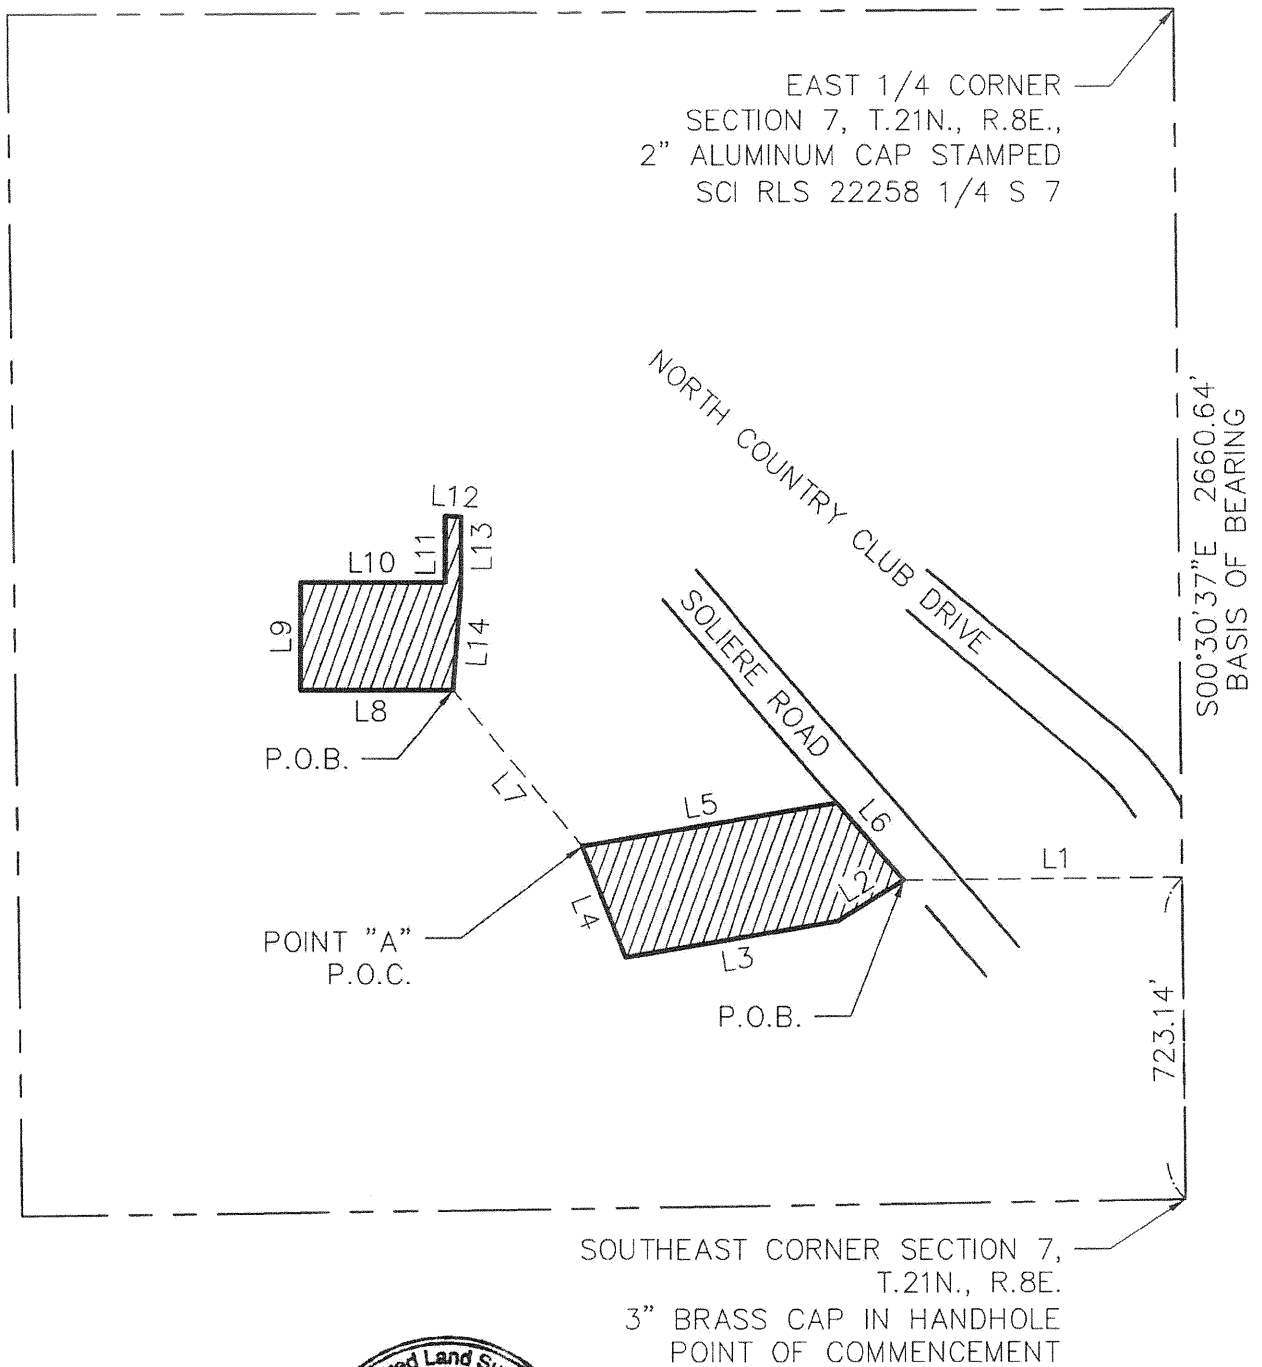 EAST 1/4 CORNER
SECTION 7, T.21N., R.8E.,
2" ALUMINUM CAP STAMPED
SCI RLS 22258 1/4 S 7
NORTH COUNTRY CLUB DRIVE
S00°30'37"E 2660.64'
BASIS OF BEARING
SOLIERE ROAD
L12
L11
L13
L10
L9
L14
L8
P.O.B.
L7
L5
L6
L1
L2
L4
L3
POINT "A"
P.O.C.
P.O.B.
723.14'
SOUTHEAST CORNER SECTION 7,
T.21N., R.8E.
3" BRASS CAP IN HANDHOLE
POINT OF COMMENCEMENT
Land